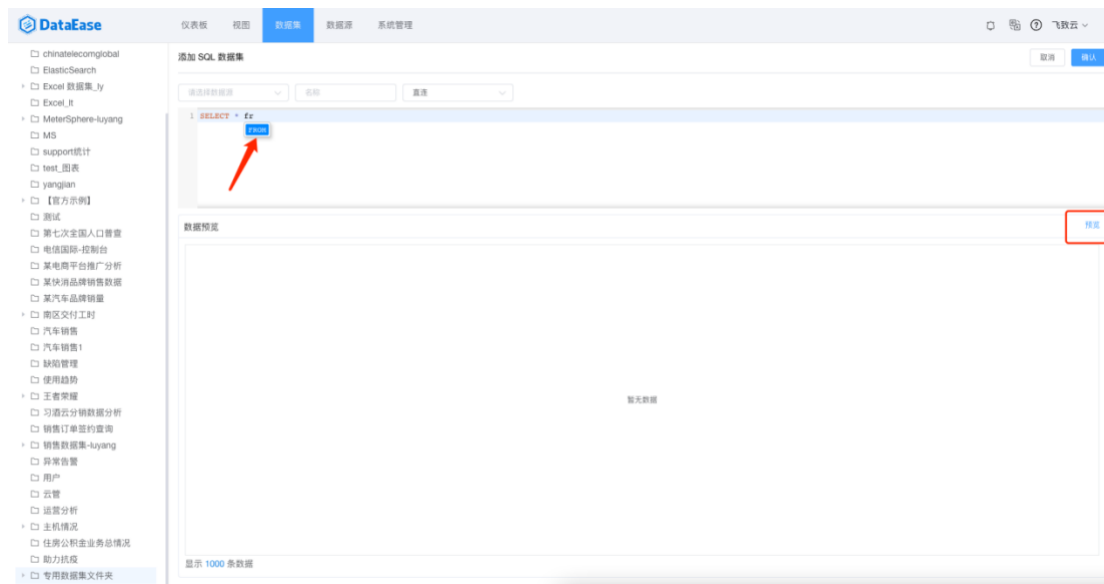 DataEase
仪表板 视图 数据集 数据源 系统管理
飞致云
chinatelecomglobal
ElasticSearch
Excel 数据集_ly
Excel_lt
MeterSphere-luyang
MS
support统计
test_图表
yangjian
【官方示例】
测试
第七次全国人口普查
电信国际-控制台
某电商平台推广分析
某快消品牌销售数据
某汽车品牌销量
南区交付工时
汽车销售
汽车销售1
缺陷管理
使用趋势
王者荣耀
习酒云分销数据分析
销售订单签约查询
销售数据集-luyang
异常告警
用户
云管
运营分析
主机情况
住房公积金业务总情况
助力抗疫
专用数据集文件夹
添加 SQL 数据集
取消 确认
请选择数据源 名称 直连
1 SELECT * fr
FROM
数据预览
预览
暂无数据
显示 1000 条数据